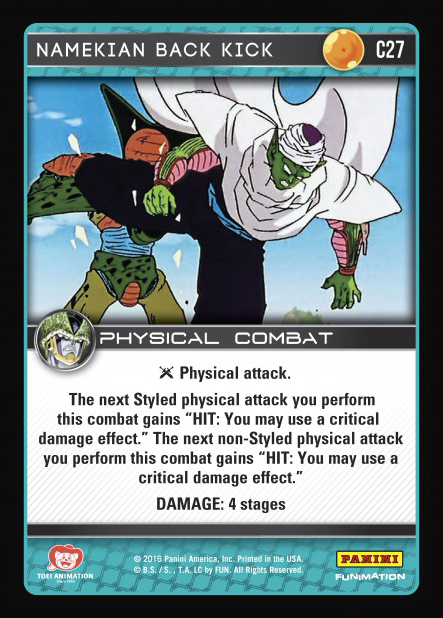 NAMEKIAN BACK KICK
C27
PHYSICAL COMBAT
Physical attack.
The next Styled physical attack you perform
this combat gains “HIT: You may use a critical
damage effect.” The next non-Styled physical attack
you perform this combat gains “HIT: You may use a
critical damage effect.”
DAMAGE: 4 stages
TOEI ANIMATION
© 2016 Panini America, Inc. Printed in the USA.
© B.S. / S. , T.A. LC by FUN. All Rights Reserved.
PANINI
FUNIMATION